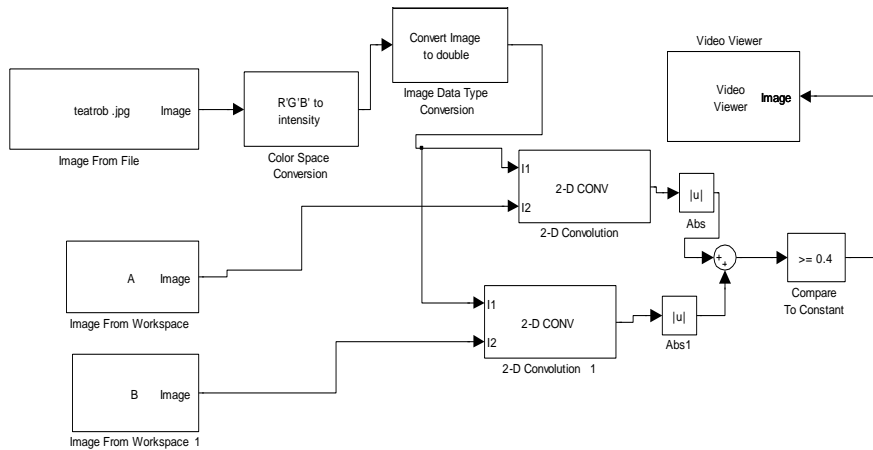 teatrob .jpg
Image
Image From File
R'G'B' to
intensity
Color Space
Conversion
Convert Image
to double
Image Data Type
Conversion
Video Viewer
Video
Viewer
Image
I1
I2
2-D CONV
2-D Convolution
|u|
Abs
A
Image
Image From Workspace
+
+
>= 0.4
Compare
To Constant
I1
I2
2-D CONV
2-D Convolution 1
|u|
Abs1
B
Image
Image From Workspace 1